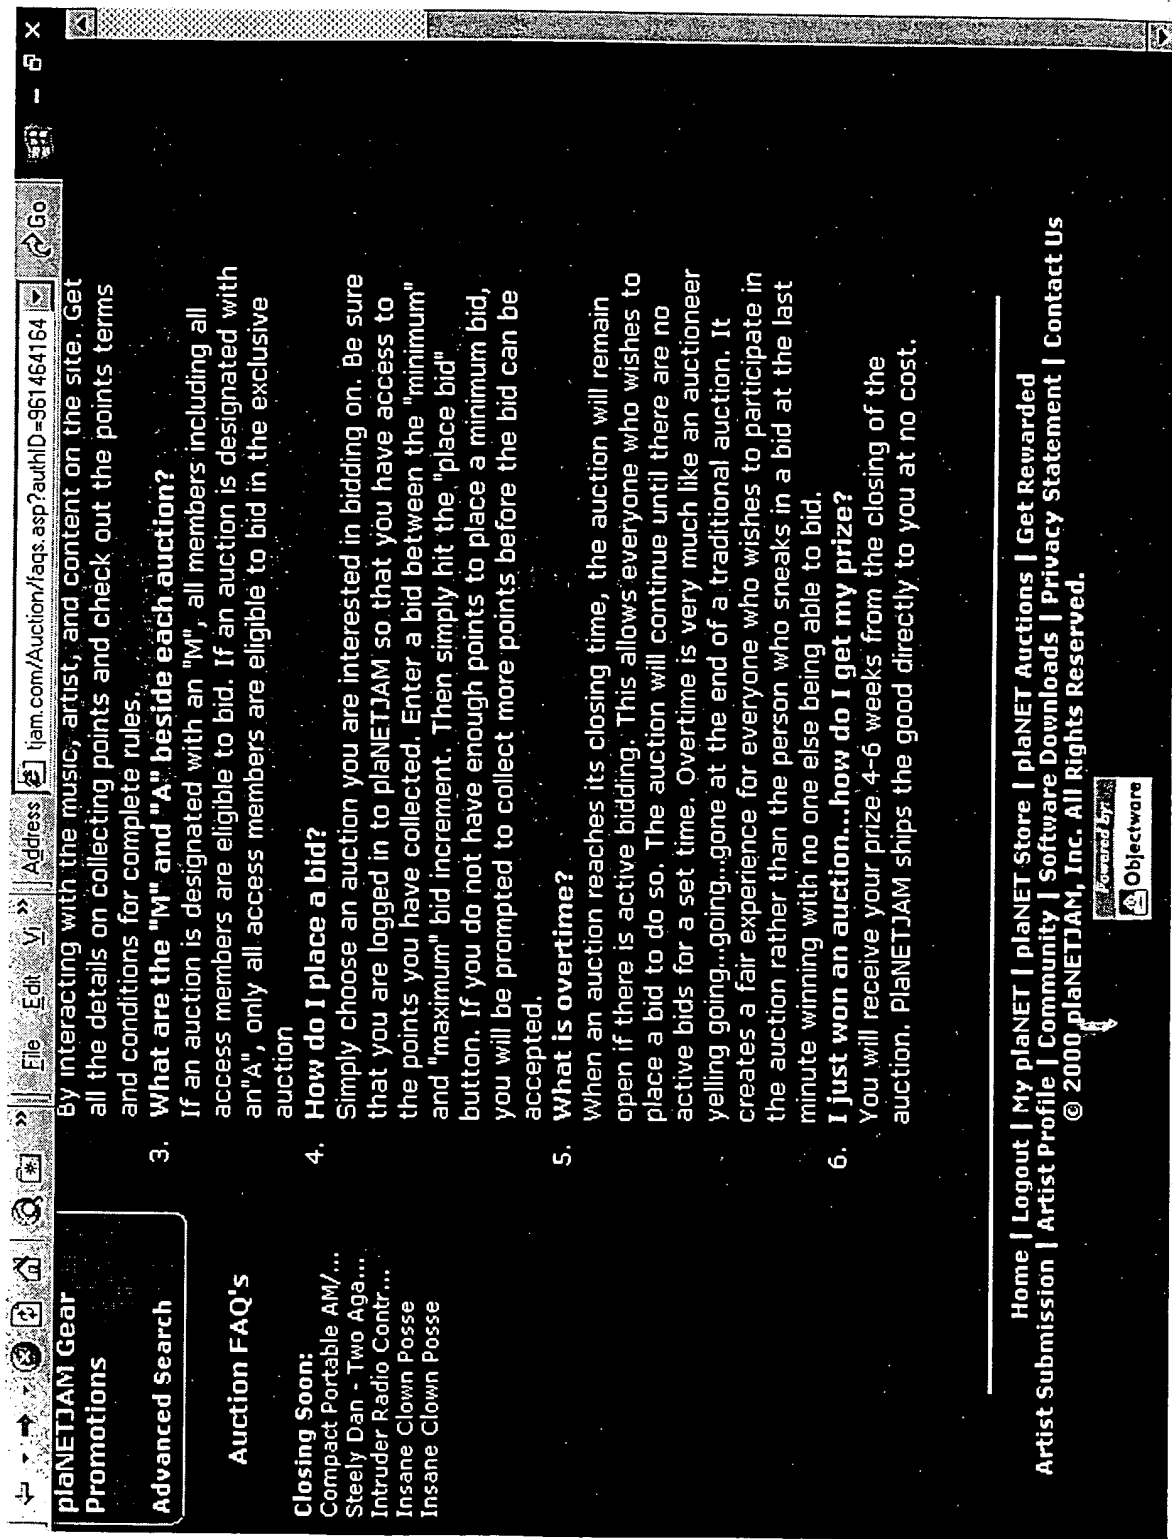 File Edit Vi » Address tjam.com/Auction/faqs.asp?authID=961464164 Go
plaNETJAM Gear
Promotions
Advanced Search
Auction FAQ's
Closing Soon:
Compact Portable AM/...
Steely Dan - Two Aga...
Intruder Radio Contr...
Insane Clown Posse
Insane Clown Posse
By interacting with the music, artist, and content on the site. Get
all the details on collecting points and check out the points terms
and conditions for complete rules.
3. What are the "M" and "A" beside each auction?
If an auction is designated with an "M", all members including all
access members are eligible to bid. If an auction is designated with
an"A", only all access members are eligible to bid in the exclusive
auction
4. How do I place a bid?
Simply choose an auction you are interested in bidding on. Be sure
that you are logged in to plaNETJAM so that you have access to
the points you have collected. Enter a bid between the "minimum"
and "maximum" bid increment. Then simply hit the "place bid"
button. If you do not have enough points to place a minimum bid,
you will be prompted to collect more points before the bid can be
accepted.
5. What is overtime?
When an auction reaches its closing time, the auction will remain
open if there is active bidding. This allows everyone who wishes to
place a bid to do so. The auction will continue until there are no
active bids for a set time. Overtime is very much like an auctioneer
yelling going...going...gone at the end of a traditional auction. It
creates a fair experience for everyone who wishes to participate in
the auction rather than the person who sneaks in a bid at the last
minute winning with no one else being able to bid.
6. I just won an auction...how do I get my prize?
You will receive your prize 4-6 weeks from the closing of the
auction. PlaNETJAM ships the good directly to you at no cost.
Home | Logout | My plaNET | plaNET Store | plaNET Auctions | Get Rewarded
Artist Submission | Artist Profile | Community | Software Downloads | Privacy Statement | Contact Us
© 2000 plaNETJAM, Inc. All Rights Reserved.
Powered by:
Objectware